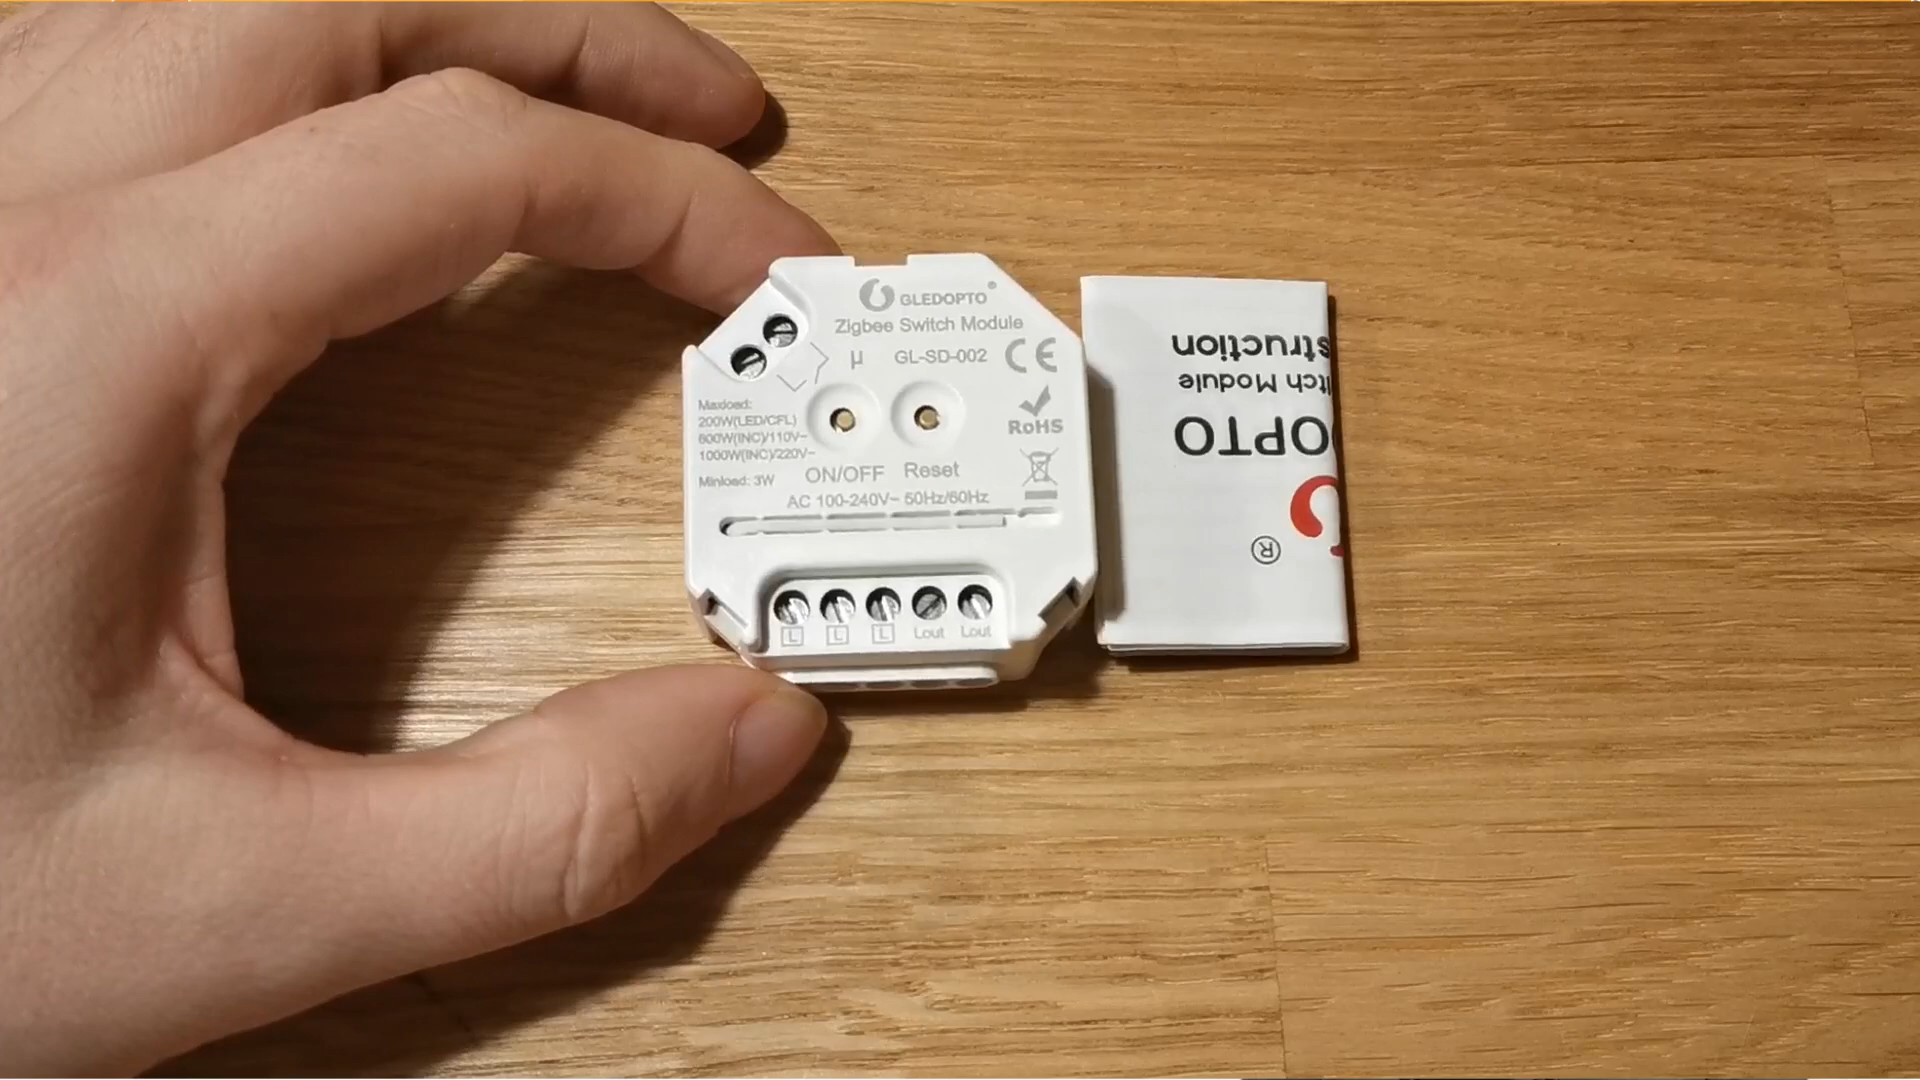 GLEDOPTO®
Zigbee Switch Module
µ GL-SD-002 CE
Maxload:
200W(LED/CFL)
600W(INC)/110V~
1000W(INC)/220V~
Minload: 3W
ON/OFF Reset
RoHS
AC 100-240V~ 50Hz/60Hz
L L L Lout Lout
®
OPTO
itch Module
struction